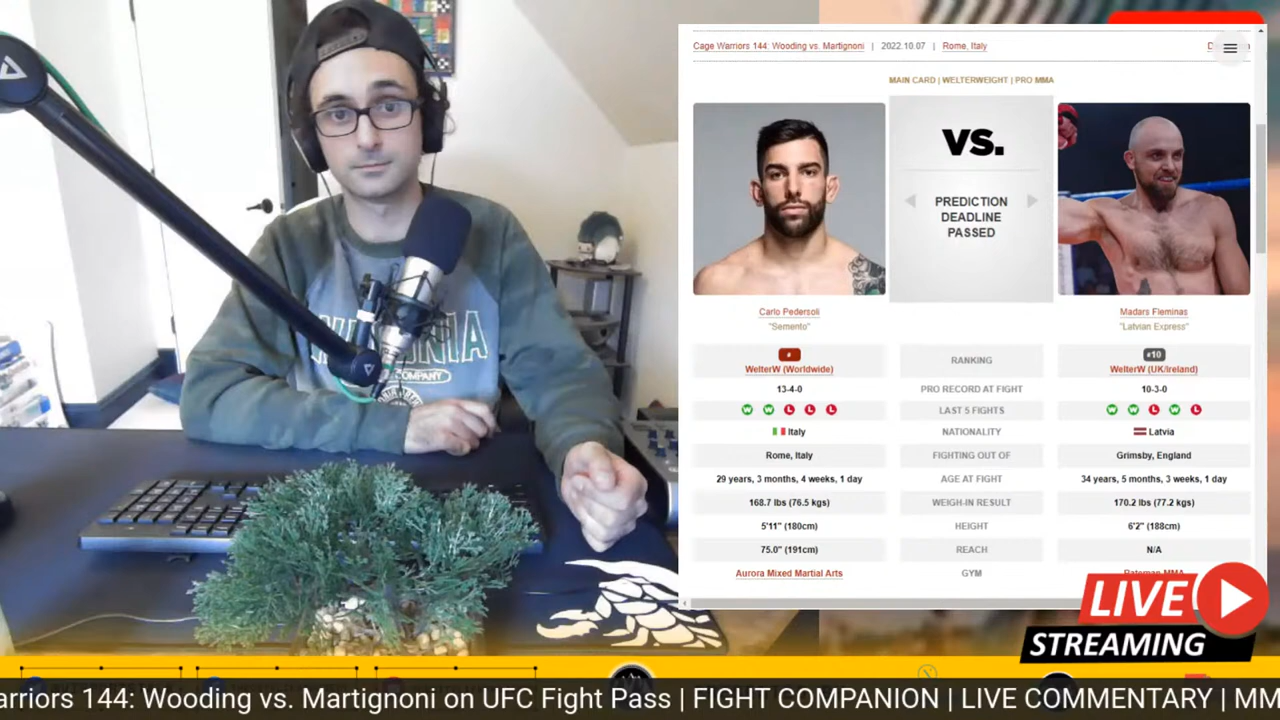 Cage Warriors 144: Wooding vs. Martignoni | 2022.10.07 | Rome, Italy
MAIN CARD | WELTERWEIGHT | PRO MMA
VS.
PREDICTION
DEADLINE
PASSED
Carlo Pedersoli
"Semento"
Madars Fleminas
"Latvian Express"
#
WelterW (Worldwide)
RANKING
#10
WelterW (UK/Ireland)
13-4-0
PRO RECORD AT FIGHT
10-3-0
W W L L L
LAST 5 FIGHTS
W W L W L
Italy
NATIONALITY
Latvia
Rome, Italy
FIGHTING OUT OF
Grimsby, England
29 years, 3 months, 4 weeks, 1 day
AGE AT FIGHT
34 years, 5 months, 3 weeks, 1 day
168.7 lbs (76.5 kgs)
WEIGH-IN RESULT
170.2 lbs (77.2 kgs)
5'11" (180cm)
HEIGHT
6'2" (188cm)
75.0" (191cm)
REACH
N/A
Aurora Mixed Martial Arts
GYM
COMPANY
LIVE
STREAMING
arriors 144: Wooding vs. Martignoni on UFC Fight Pass | FIGHT COMPANION | LIVE COMMENTARY | MM